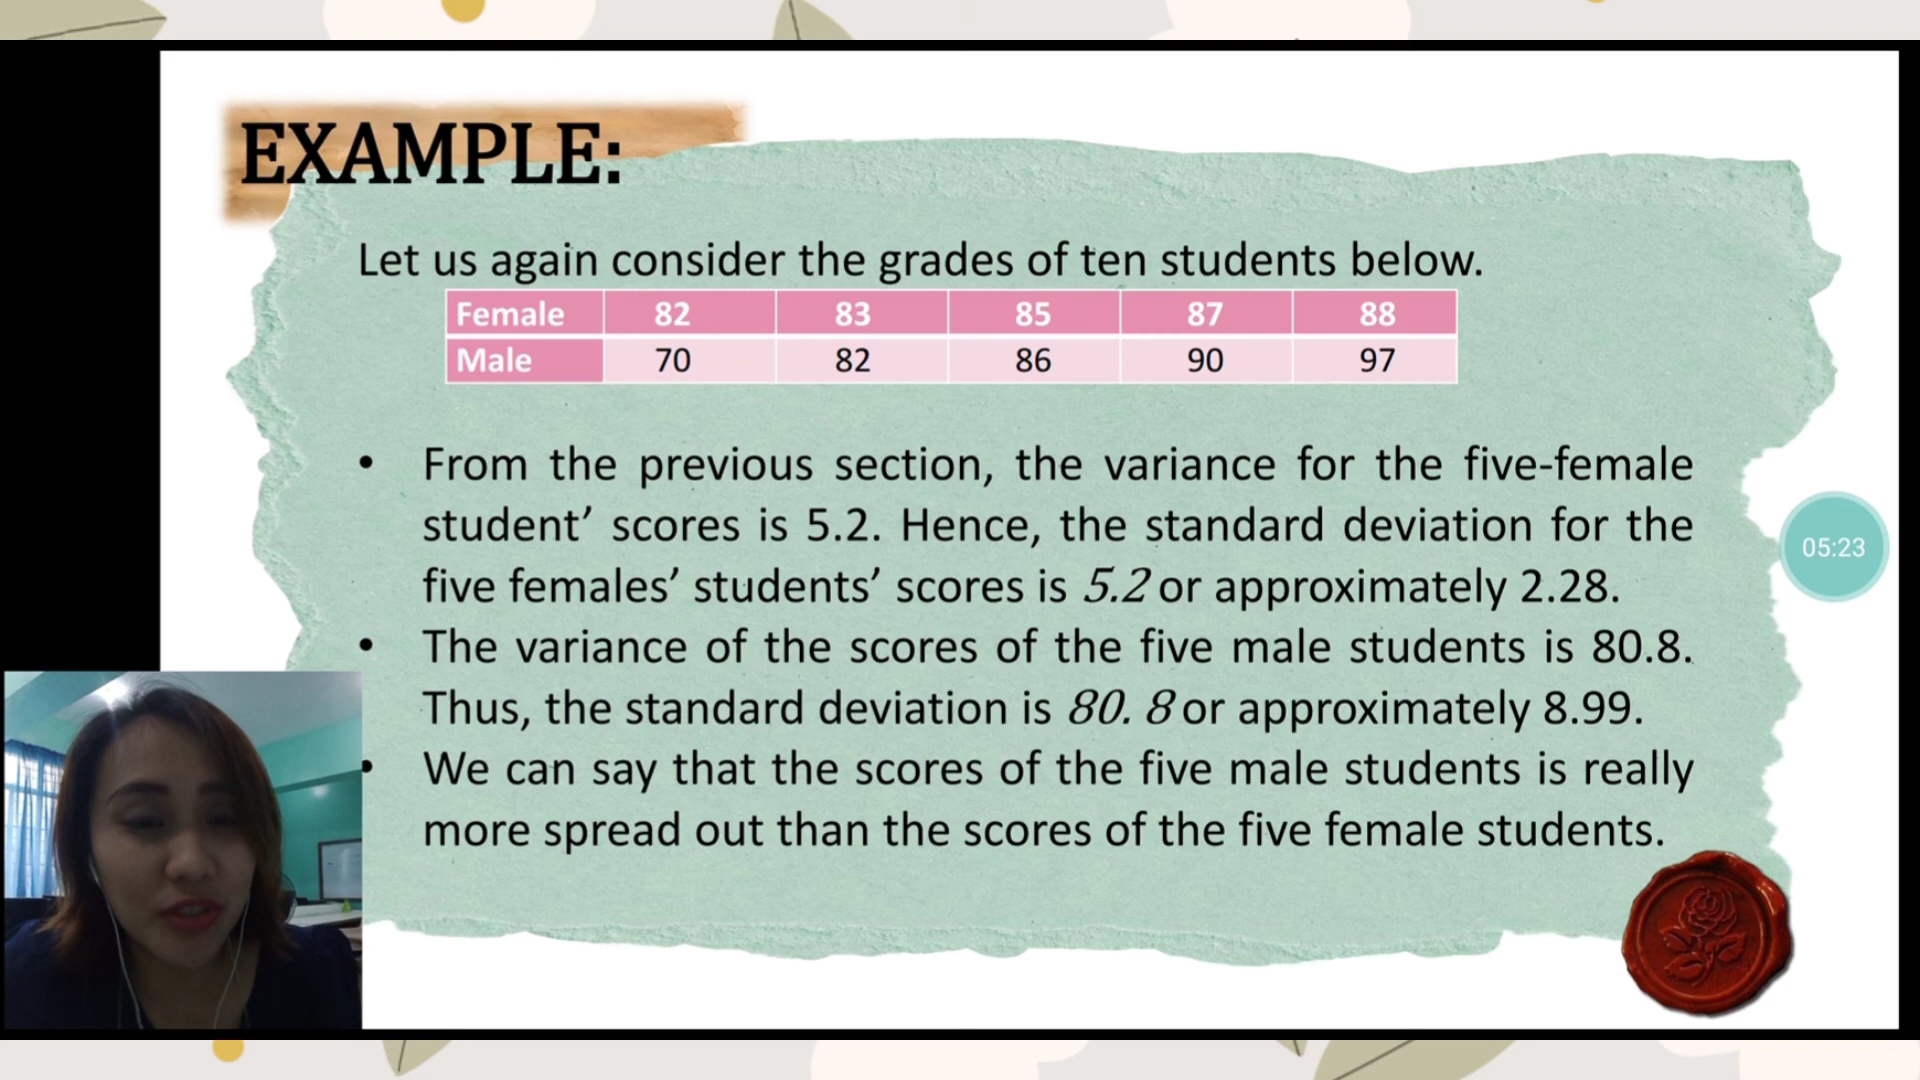 EXAMPLE:
Let us again consider the grades of ten students below.
Female 82 83 85 87 88
Male 70 82 86 90 97
• From the previous section, the variance for the five-female
student’ scores is 5.2. Hence, the standard deviation for the
five females’ students’ scores is 5.2 or approximately 2.28.
• The variance of the scores of the five male students is 80.8.
Thus, the standard deviation is 80. 8 or approximately 8.99.
• We can say that the scores of the five male students is really
more spread out than the scores of the five female students.
05:23